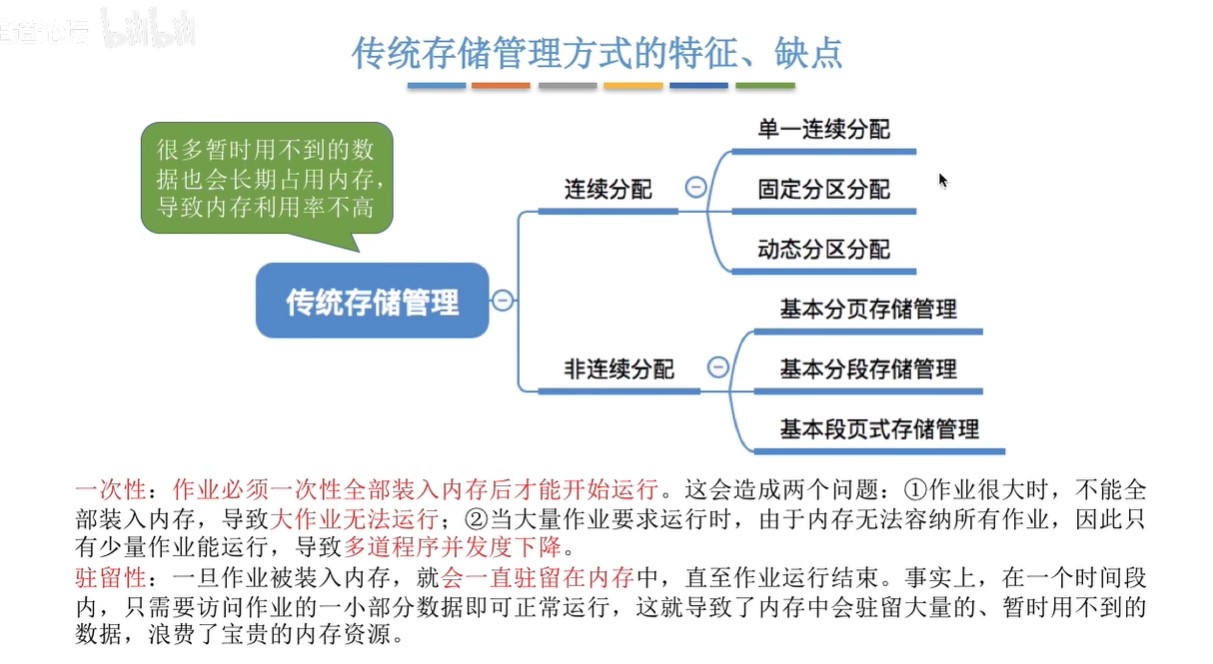 王道论坛 bilibili
传统存储管理方式的特征、缺点
很多暂时用不到的数
据也会长期占用内存，
导致内存利用率不高
传统存储管理
连续分配
单一连续分配
固定分区分配
动态分区分配
非连续分配
基本分页存储管理
基本分段存储管理
基本段页式存储管理
一次性：作业必须一次性全部装入内存后才能开始运行。这会造成两个问题：①作业很大时，不能全
部装入内存，导致大作业无法运行；②当大量作业要求运行时，由于内存无法容纳所有作业，因此只
有少量作业能运行，导致多道程序并发度下降。
驻留性：一旦作业被装入内存，就会一直驻留在内存中，直至作业运行结束。事实上，在一个时间段
内，只需要访问作业的一小部分数据即可正常运行，这就导致了内存中会驻留大量的、暂时用不到的
数据，浪费了宝贵的内存资源。